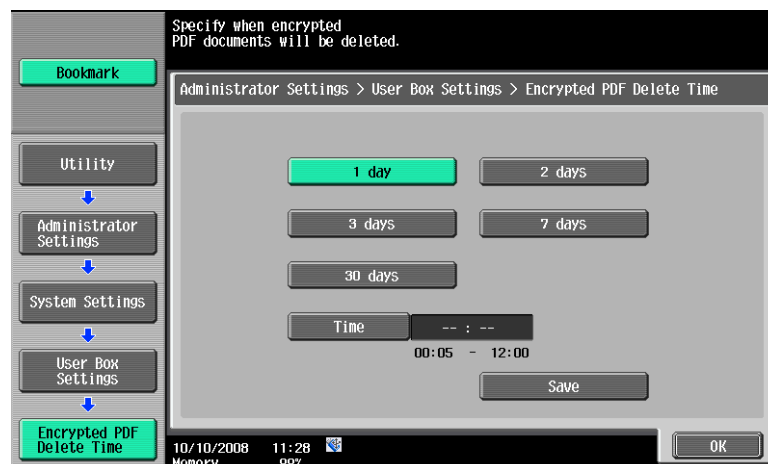 Specify when encrypted
PDF documents will be deleted.
Bookmark
Administrator Settings > User Box Settings > Encrypted PDF Delete Time
Utility
Administrator
Settings
System Settings
User Box
Settings
Encrypted PDF
Delete Time
1 day
2 days
3 days
7 days
30 days
Time
-- : --
00:05 - 12:00
Save
10/10/2008 11:28
Memory 99%
OK